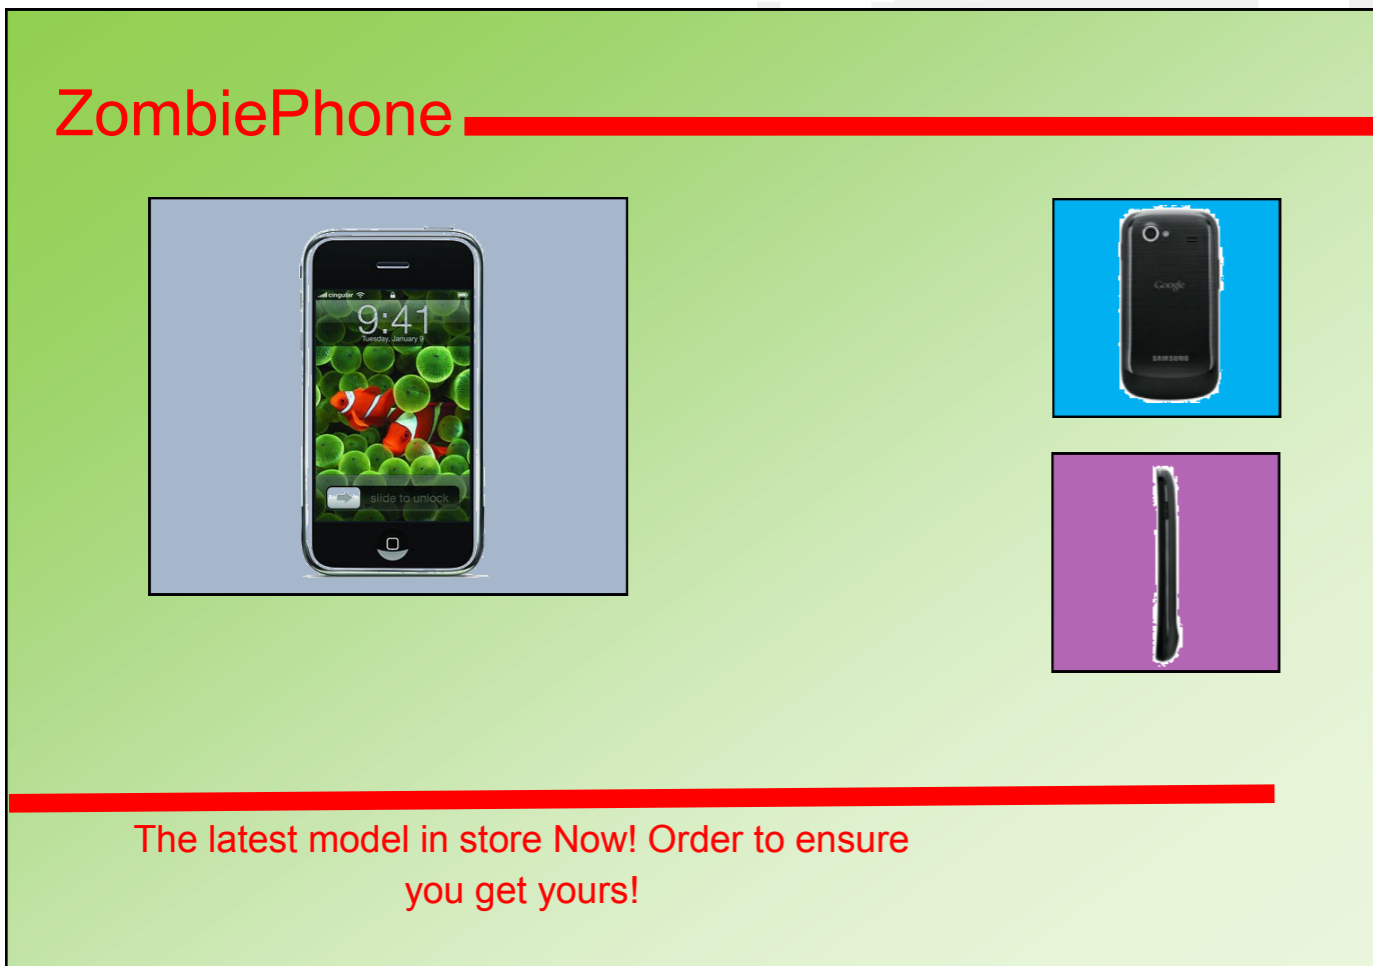 ZombiePhone
cingular
9:41
Tuesday, January 9
slide to unlock
Google
SAMSUNG
The latest model in store Now! Order to ensure
you get yours!